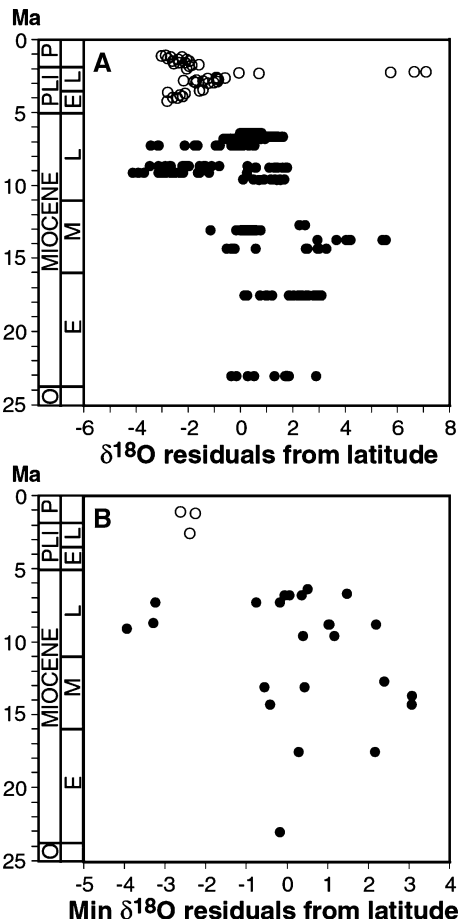 Ma
0
5
10
15
20
25
P
PLI
L
E
MIOCENE
L
M
E
O
A
-6 -4 -2 0 2 4 6 8
δ18O residuals from latitude
Ma
0
5
10
15
20
25
P
PLI
L
E
MIOCENE
L
M
E
O
B
-5 -4 -3 -2 -1 0 1 2 3 4
Min δ18O residuals from latitude